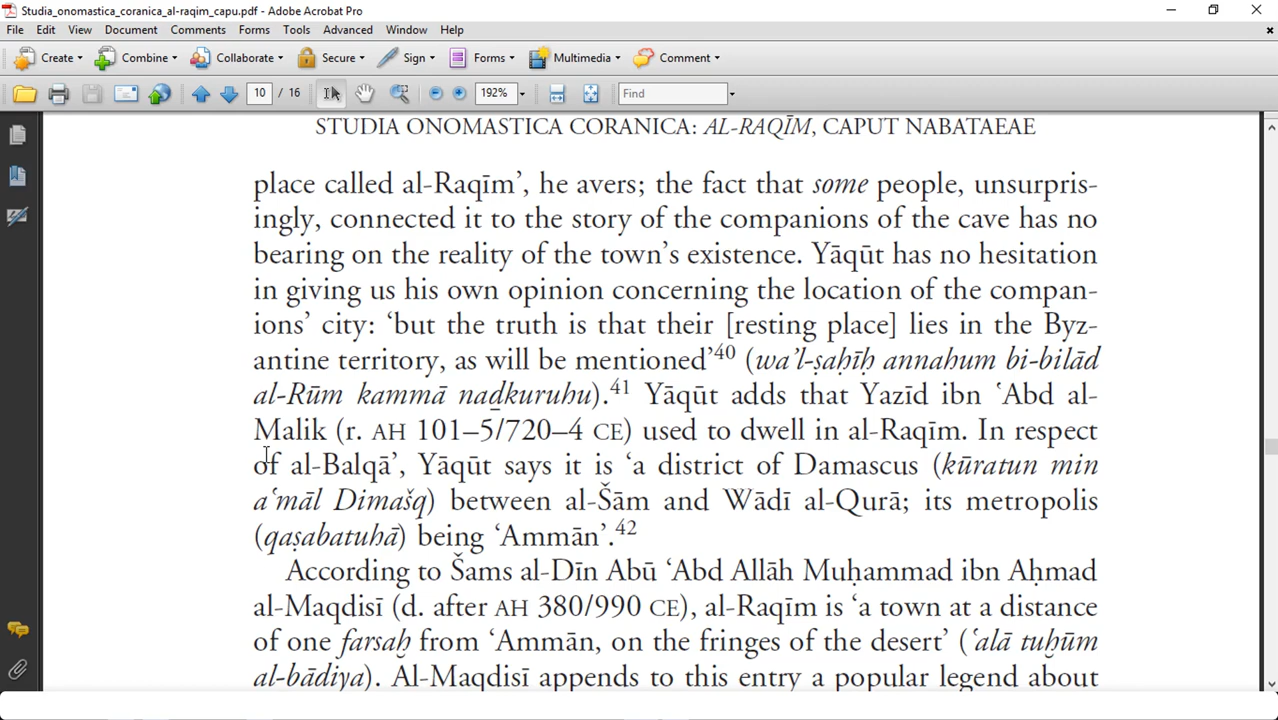 Studia_onomastica_coranica_al-raqim_capu.pdf - Adobe Acrobat Pro
File Edit View Document Comments Forms Tools Advanced Window Help
Create Combine Collaborate Secure Sign Forms Multimedia Comment
10 / 16 192% Find
STUDIA ONOMASTICA CORANICA: AL-RAQĪM, CAPUT NABATAEAE
place called al-Raqīm’, he avers; the fact that some people, unsurpris-
ingly, connected it to the story of the companions of the cave has no
bearing on the reality of the town’s existence. Yāqūt has no hesitation
in giving us his own opinion concerning the location of the compan-
ions’ city: ‘but the truth is that their [resting place] lies in the Byz-
antine territory, as will be mentioned’40 (wa’l-ṣaḥīḥ annahum bi-bilād
al-Rūm kammā naḏkuruhu).41 Yāqūt adds that Yazīd ibn ʿAbd al-
Malik (r. AH 101–5/720–4 CE) used to dwell in al-Raqīm. In respect
of al-Balqā’, Yāqūt says it is ‘a district of Damascus (kūratun min
aʿmāl Dimašq) between al-Šām and Wādī al-Qurā; its metropolis
(qaṣabatuhā) being ʿAmmān’.42
According to Šams al-Dīn Abū ʿAbd Allāh Muḥammad ibn Aḥmad
al-Maqdisī (d. after AH 380/990 CE), al-Raqīm is ‘a town at a distance
of one farsaḫ from ʿAmmān, on the fringes of the desert’ (ʿalā tuḫūm
al-bādiya). Al-Maqdisī appends to this entry a popular legend about